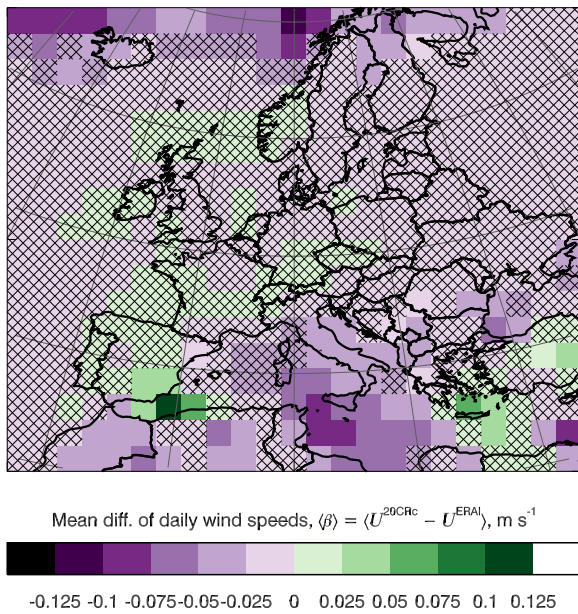 Mean diff. of daily wind speeds, ⟨β⟩ = ⟨U^20CRc − U^ERAI⟩, m s^-1
-0.125 -0.1 -0.075 -0.05 -0.025 0 0.025 0.05 0.075 0.1 0.125